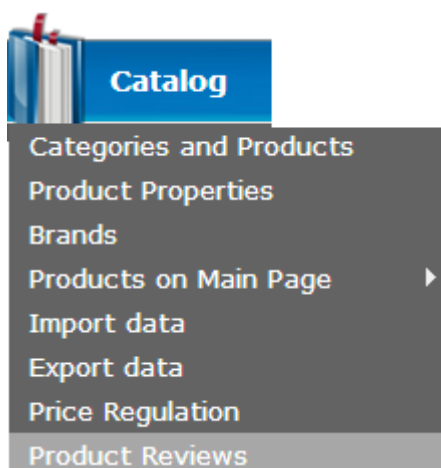 Catalog
Categories and Products
Product Properties
Brands
Products on Main Page
Import data
Export data
Price Regulation
Product Reviews